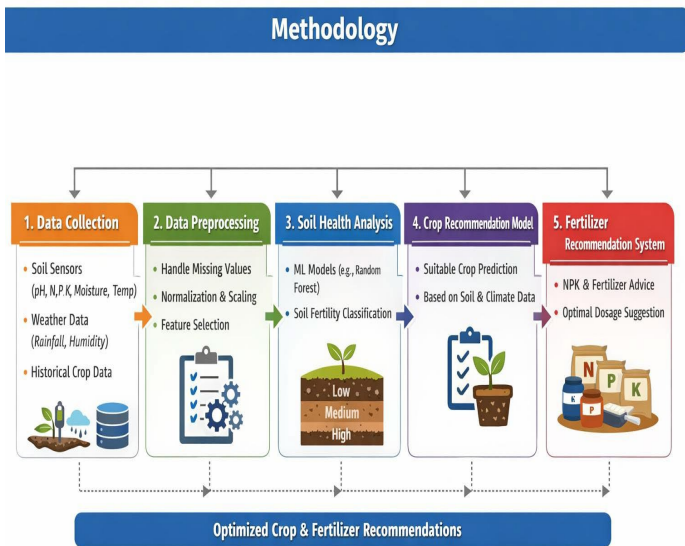 Methodology
1. Data Collection
Soil Sensors
(pH, N,P.K, Moisture, Temp)
Weather Data
(Rainfall, Humidity)
Historical Crop Data
2. Data Preprocessing
Handle Missing Values
Normalization & Scaling
Feature Selection
3. Soil Health Analysis
ML Models (e.g., Random
Forest)
Soil Fertility Classification
Low
Medium
High
4. Crop Recommendation Model
Suitable Crop Prediction
Based on Soil & Climate Data
5. Fertilizer
Recommendation System
NPK & Fertilizer Advice
Optimal Dosage Suggestion
N
P
K
K
P
Optimized Crop & Fertilizer Recommendations